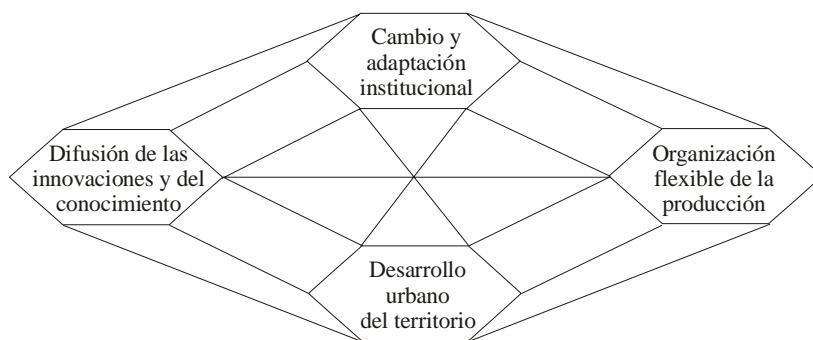 Cambio y
adaptación
institucional
Difusión de las
innovaciones y del
conocimiento
Organización
flexible de la
producción
Desarrollo
urbano
del territorio